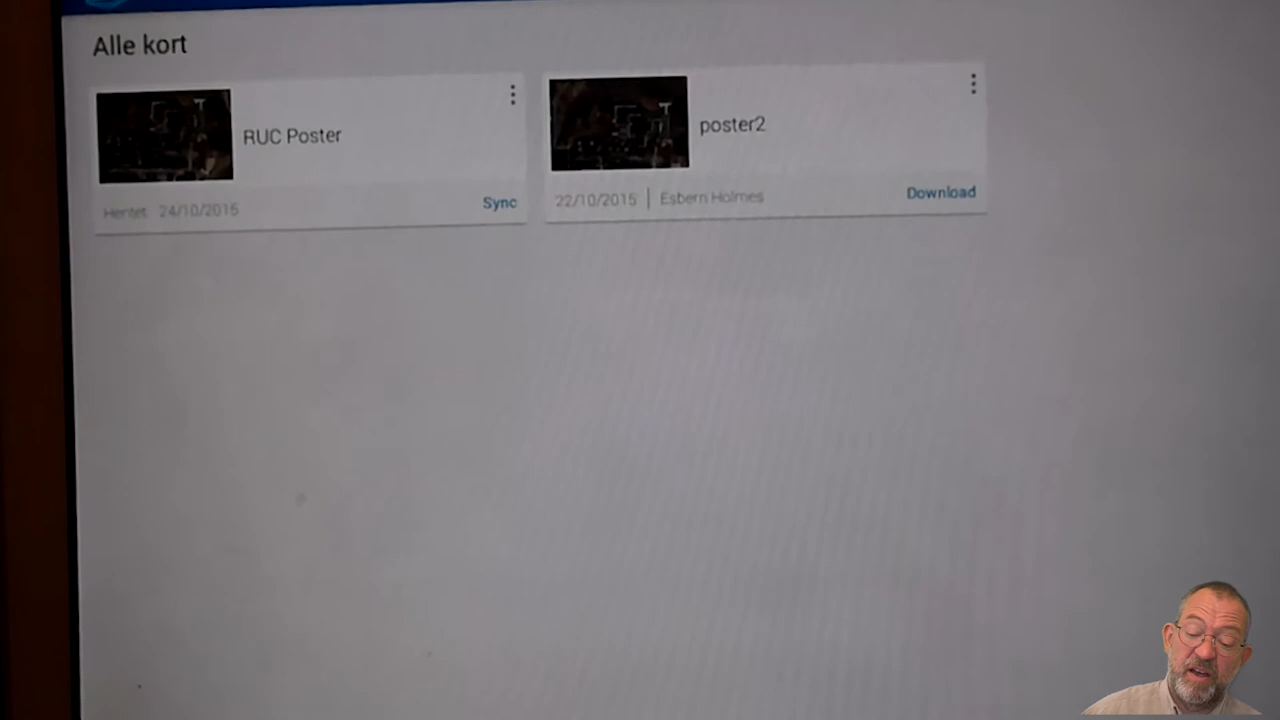 Alle kort
RUC Poster
Hentet 24/10/2015
Sync
poster2
22/10/2015 | Esbern Holmes
Download